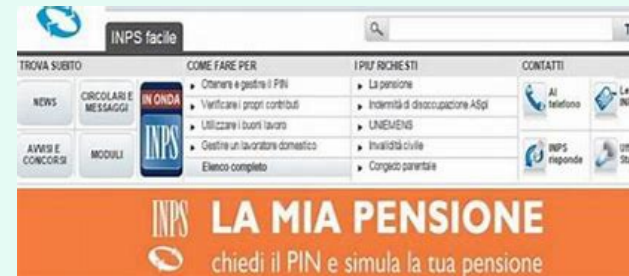 INPS facile
TROVA SUBITO
NEWS
CIRCOLARI E
MESSAGGI
AVVISI E
CONCORSI
MODULI
IN ONDA
INPS
COME FARE PER
Ottenere e gestire il PIN
Verificare i propri contributi
Utilizzare i buoni lavoro
Gestire un lavoratore domestico
Elenco completo
I PIU' RICHIESTI
La pensione
Indennità di disoccupazione ASpI
UNIEMENS
Invalidità civile
Congedo parentale
CONTATTI
Al
telefono
INPS
risponde
INPS LA MIA PENSIONE
chiedi il PIN e simula la tua pensione